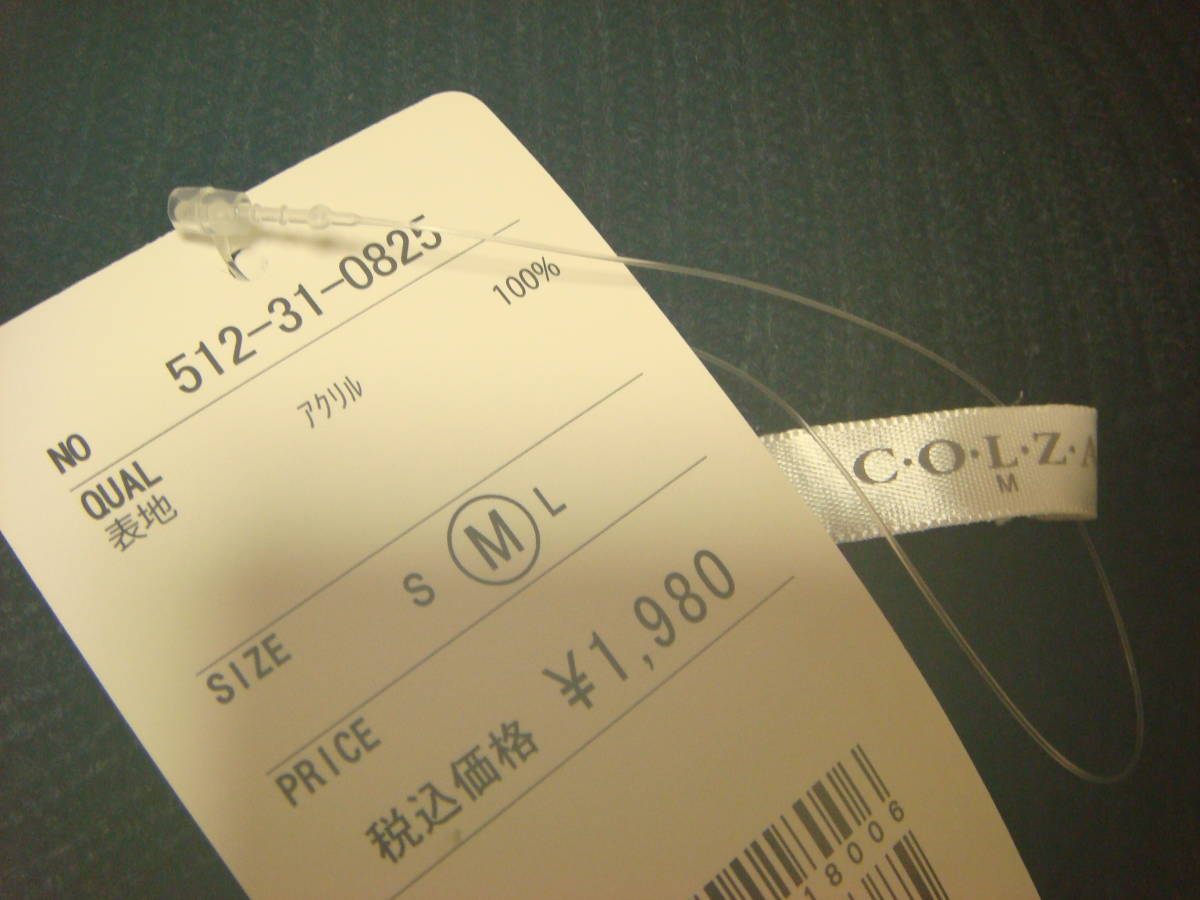 NO 512-31-0825
QUAL
表地 アクリル 100%
SIZE S M L
PRICE
税込価格 ¥1,980
18006
C·O·L·Z·A
M